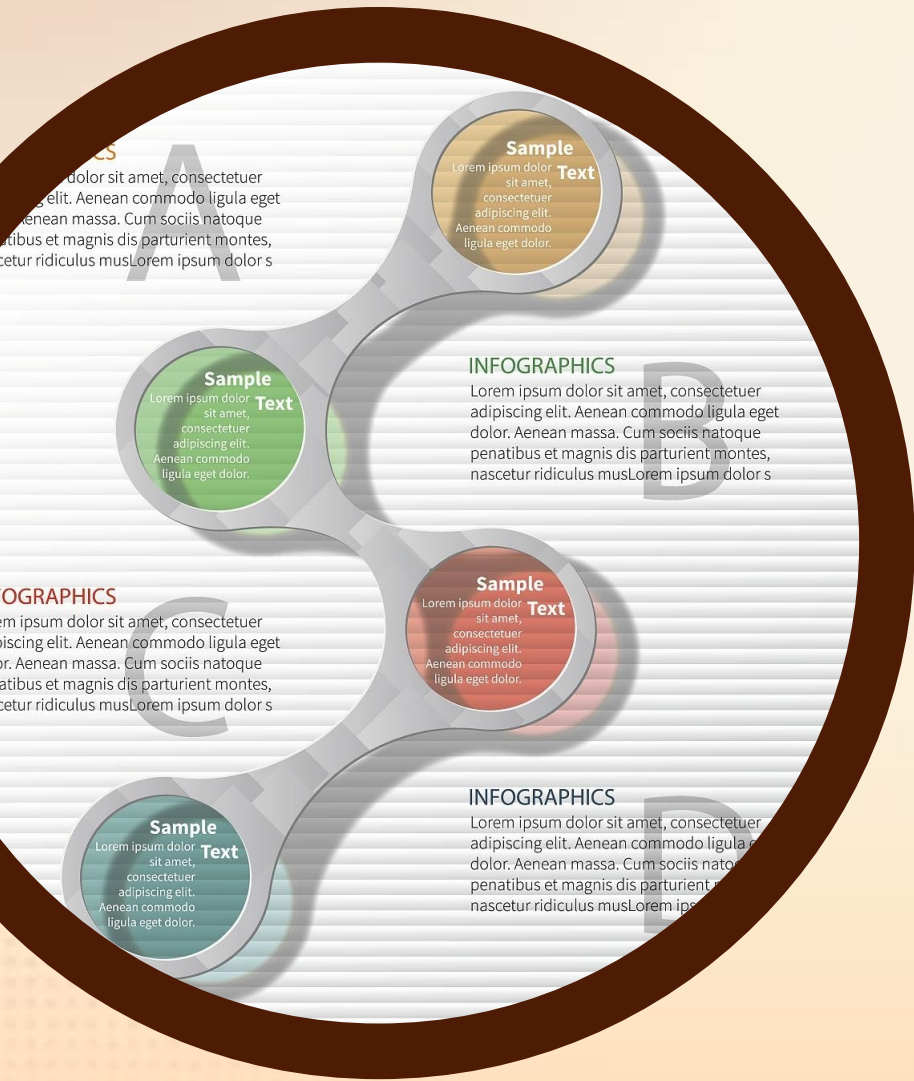 A
dolor sit amet, consectetuer
elit. Aenean commodo ligula eget
Aenean massa. Cum sociis natoque
et magnis dis parturient montes,
ridiculus musLorem ipsum dolor s
Sample
Text
Lorem ipsum dolor
sit amet,
consectetuer
adipiscing elit.
Aenean commodo
ligula eget dolor.
Sample
Text
Lorem ipsum dolor
sit amet,
consectetuer
adipiscing elit.
Aenean commodo
ligula eget dolor.
INFOGRAPHICS
B
Lorem ipsum dolor sit amet, consectetuer
adipiscing elit. Aenean commodo ligula eget
dolor. Aenean massa. Cum sociis natoque
penatibus et magnis dis parturient montes,
nascetur ridiculus musLorem ipsum dolor s
OGRAPHICS
C
em ipsum dolor sit amet, consectetuer
piscing elit. Aenean commodo ligula eget
or. Aenean massa. Cum sociis natoque
atibus et magnis dis parturient montes,
cetur ridiculus musLorem ipsum dolor s
Sample
Text
Lorem ipsum dolor
sit amet,
consectetuer
adipiscing elit.
Aenean commodo
ligula eget dolor.
Sample
Text
Lorem ipsum dolor
sit amet,
consectetuer
adipiscing elit.
Aenean commodo
ligula eget dolor.
INFOGRAPHICS
D
Lorem ipsum dolor sit amet, consectetuer
adipiscing elit. Aenean commodo ligula
dolor. Aenean massa. Cum sociis
penatibus et magnis dis parturient
nascetur ridiculus musLorem